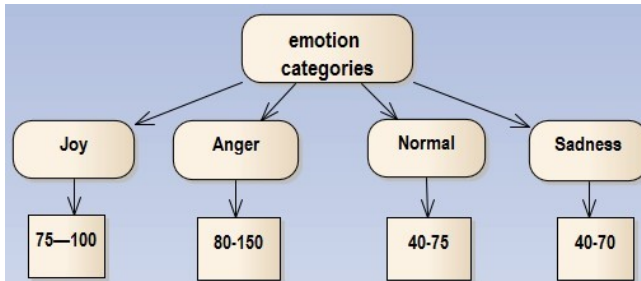 emotion
categories
Joy
Anger
Normal
Sadness
75—100
80-150
40-75
40-70